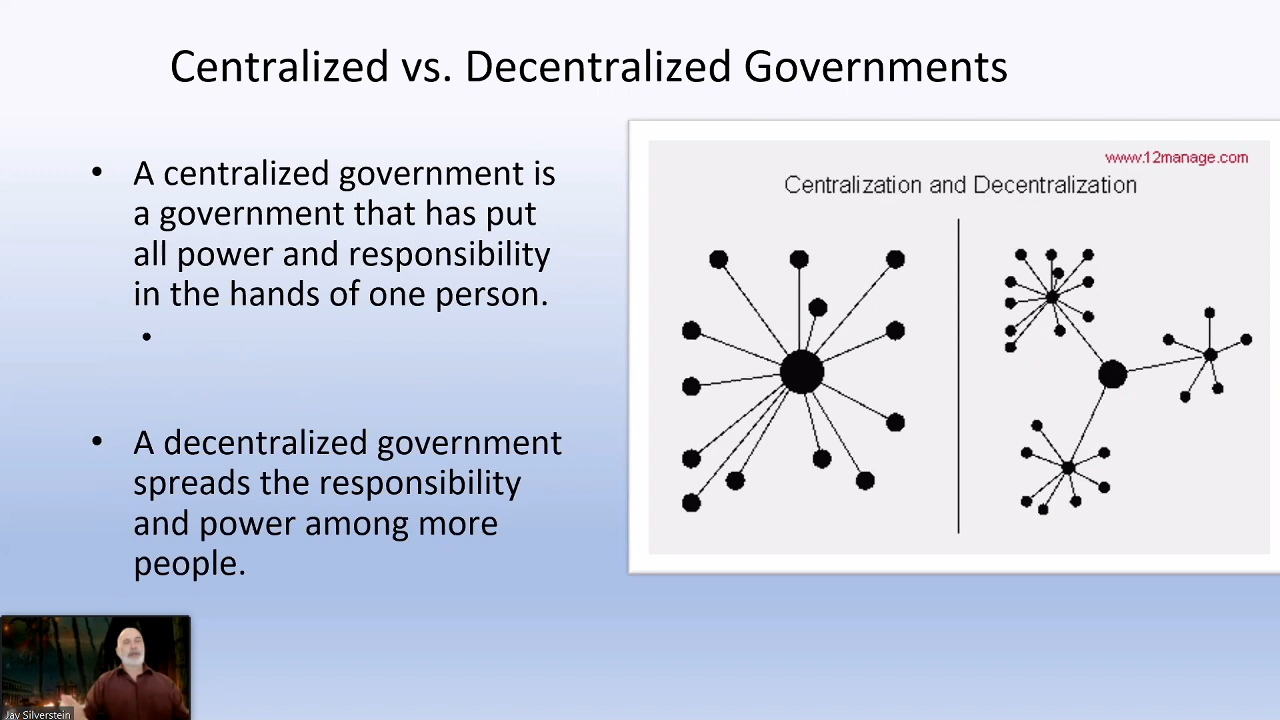 Centralized vs. Decentralized Governments
• A centralized government is
a government that has put
all power and responsibility
in the hands of one person.
•
• A decentralized government
spreads the responsibility
and power among more
people.
www.12manage.com
Centralization and Decentralization
Jay Silverstein